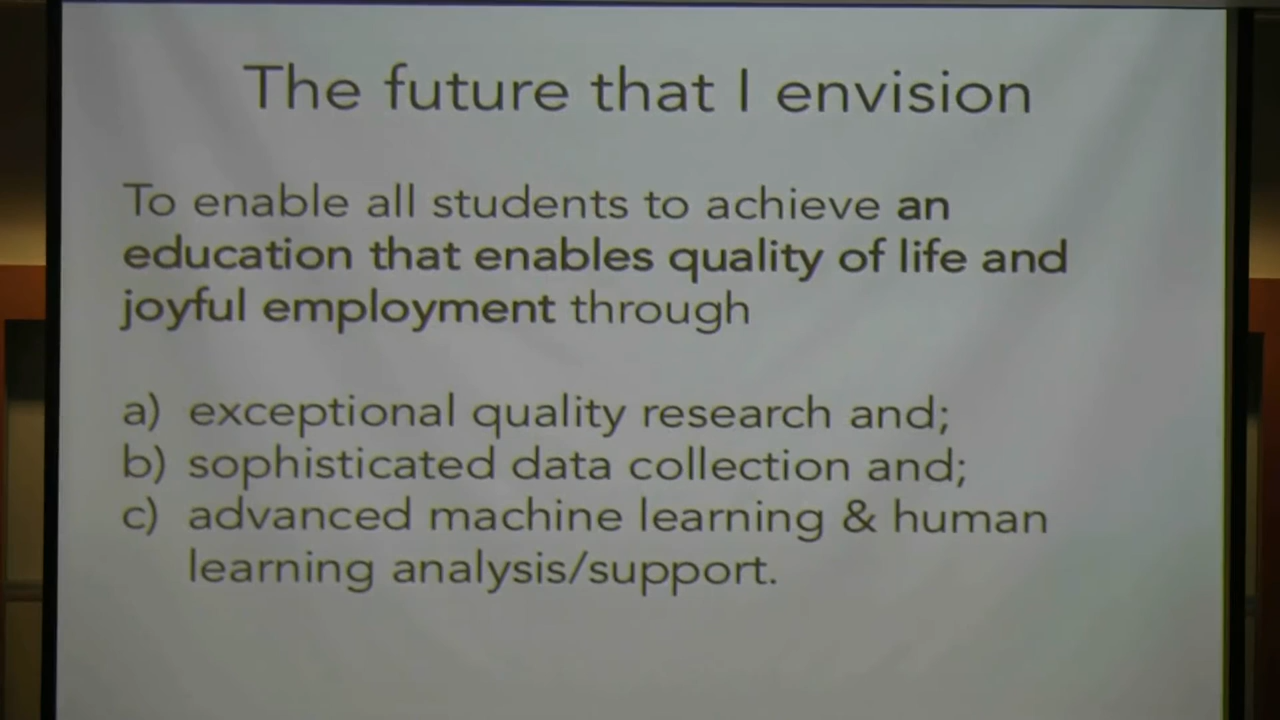 The future that I envision
To enable all students to achieve an
education that enables quality of life and
joyful employment through
a) exceptional quality research and;
b) sophisticated data collection and;
c) advanced machine learning & human
learning analysis/support.